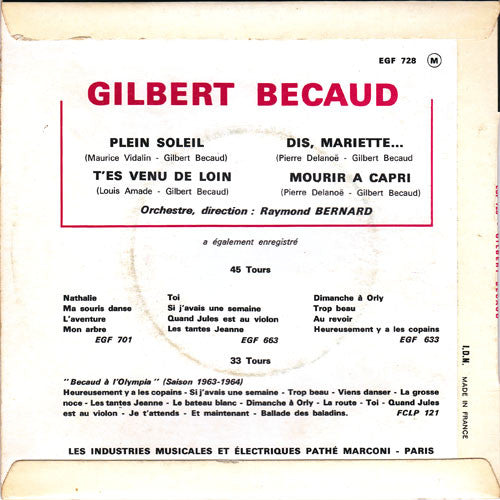 EGF 728 M
GILBERT BECAUD
PLEIN SOLEIL
(Maurice Vidalin - Gilbert Becaud)
T'ES VENU DE LOIN
(Louis Amade - Gilbert Becaud)
DIS, MARIETTE...
(Pierre Delanoë - Gilbert Becaud
MOURIR A CAPRI
(Pierre Delanoë - Gilbert Becaud)
Orchestre, direction : Raymond BERNARD
a également enregistré
45 Tours
Nathalie
Ma souris danse
L'aventure
Mon arbre
EGF 701
Toi
Si j'avais une semaine
Quand Jules est au violon
Les tantes Jeanne
EGF 663
Dimanche à Orly
Trop beau
Au revoir
Heureusement y a les copains
EGF 633
33 Tours
"Becaud à l'Olympia" (Saison 1963-1964)
Heureusement y a les copains - Si j'avais une semaine - Trop beau - Viens danser - La grosse
noce - Les tantes Jeanne - Le bateau blanc - Dimanche à Orly - La route - Toi - Quand Jules
est au violon - Je t'attends - Et maintenant - Ballade des baladins. FCLP 121
LES INDUSTRIES MUSICALES ET ÉLECTRIQUES PATHÉ MARCONI - PARIS
EGF 728 - GILBERT BECAUD
I.D.N. MADE IN FRANCE